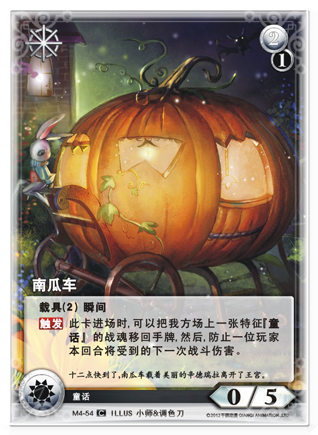 2
1
南瓜车
载具(2) 瞬间
触发 此卡进场时,可以把我方场上一张特征『童
话』的战魂移回手牌,然后,防止一位玩家
本回合将受到的下一次战斗伤害。
十二点快到了,南瓜车载着美丽的辛德瑞拉离开了王宫。
童话
0 / 5
M4-54 C ILLUS 小师&调色刀